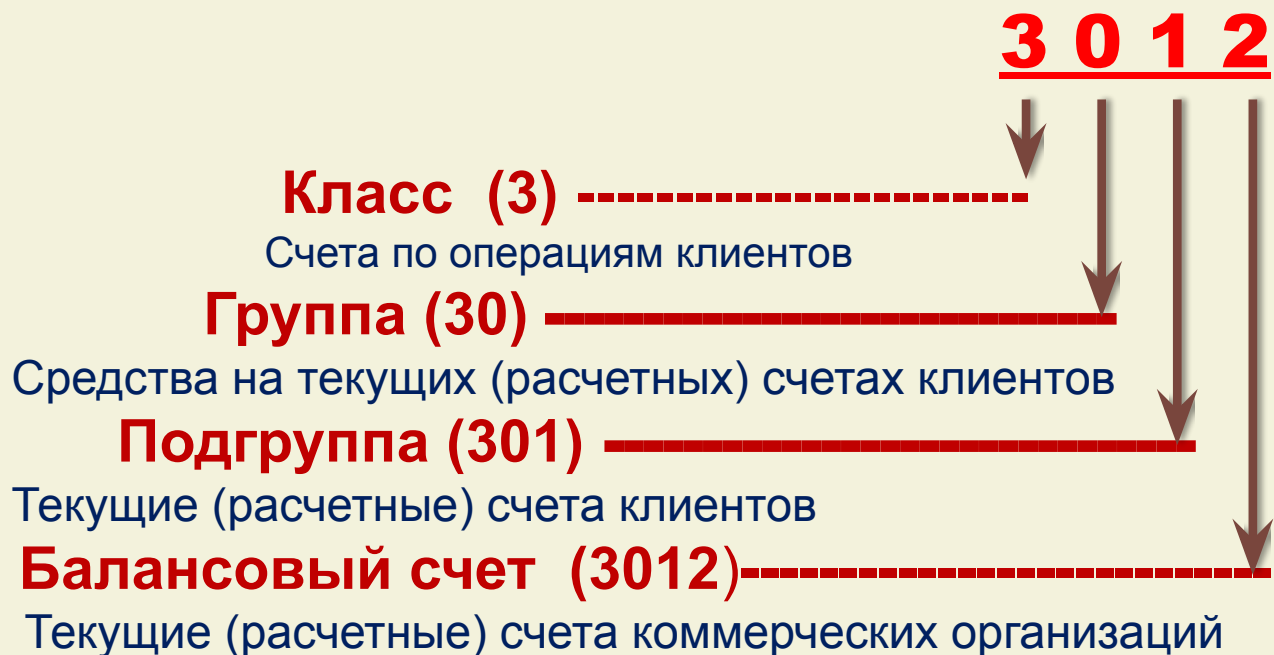 3 0 1 2
Класс (3) -----------------------
Счета по операциям клиентов
Группа (30) -----------------------------
Средства на текущих (расчетных) счетах клиентов
Подгруппа (301) ------------------------------
Текущие (расчетные) счета клиентов
Балансовый счет (3012)---------------------------
Текущие (расчетные) счета коммерческих организаций